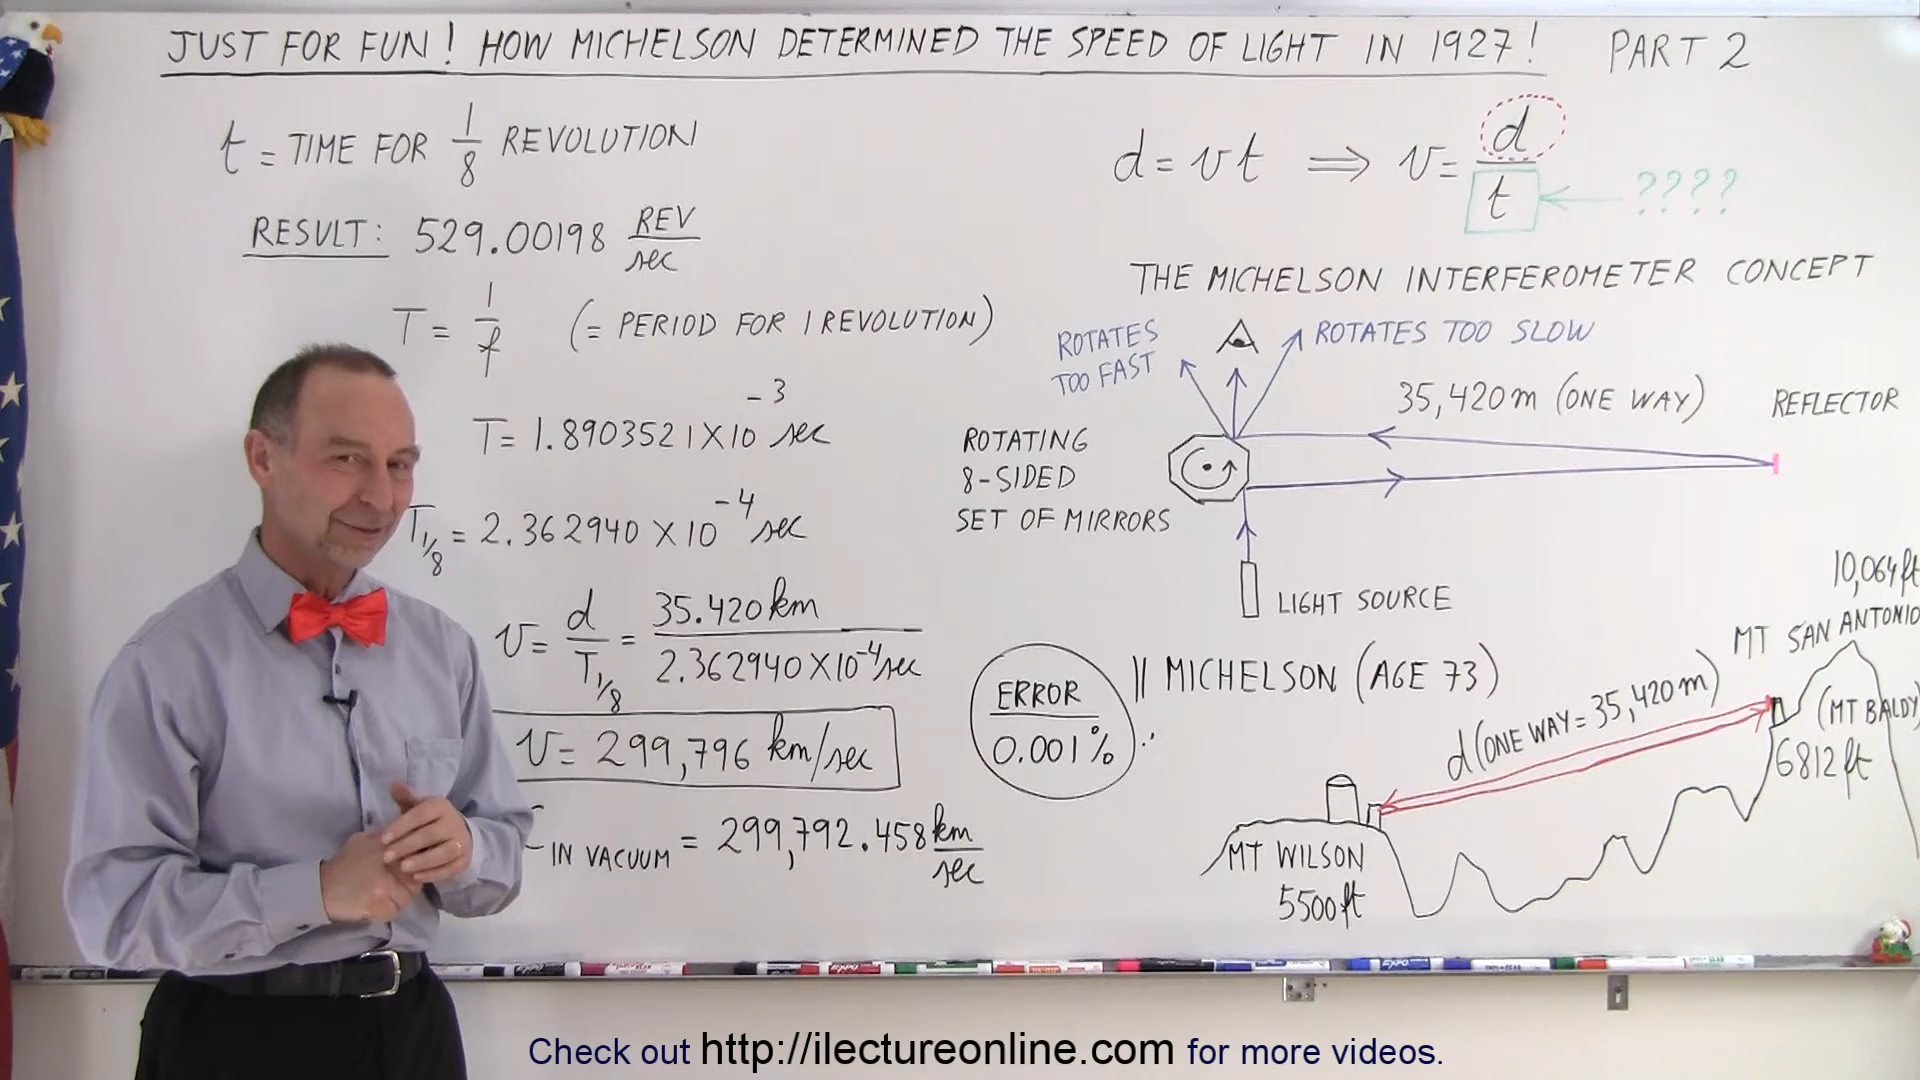 JUST FOR FUN! HOW MICHELSON DETERMINED THE SPEED OF LIGHT IN 1927! PART 2
t = TIME FOR 1/8 REVOLUTION
RESULT: 529.00198 REV/sec
T = 1/f (= PERIOD FOR 1 REVOLUTION)
T = 1.8903521 X 10^-3 sec
T1/8 = 2.362940 X 10^-4 sec
v = d/T1/8 = 35.420 km / 2.362940 X 10^-4 sec
v = 299,796 km/sec
IN VACUUM = 299,792.458 km/sec
ERROR
0.001%
d = vt ⇒ v = d/t ← ????
THE MICHELSON INTERFEROMETER CONCEPT
ROTATES
TOO FAST
ROTATES TOO SLOW
35,420 m (ONE WAY)
REFLECTOR
ROTATING
8-SIDED
SET OF MIRRORS
LIGHT SOURCE
|| MICHELSON (AGE 73)
10,064 ft
MT SAN ANTONIO
(MT BALDY)
6812 ft
d (ONE WAY = 35,420 m)
MT WILSON
5500 ft
Check out http://ilectureonline.com for more videos.